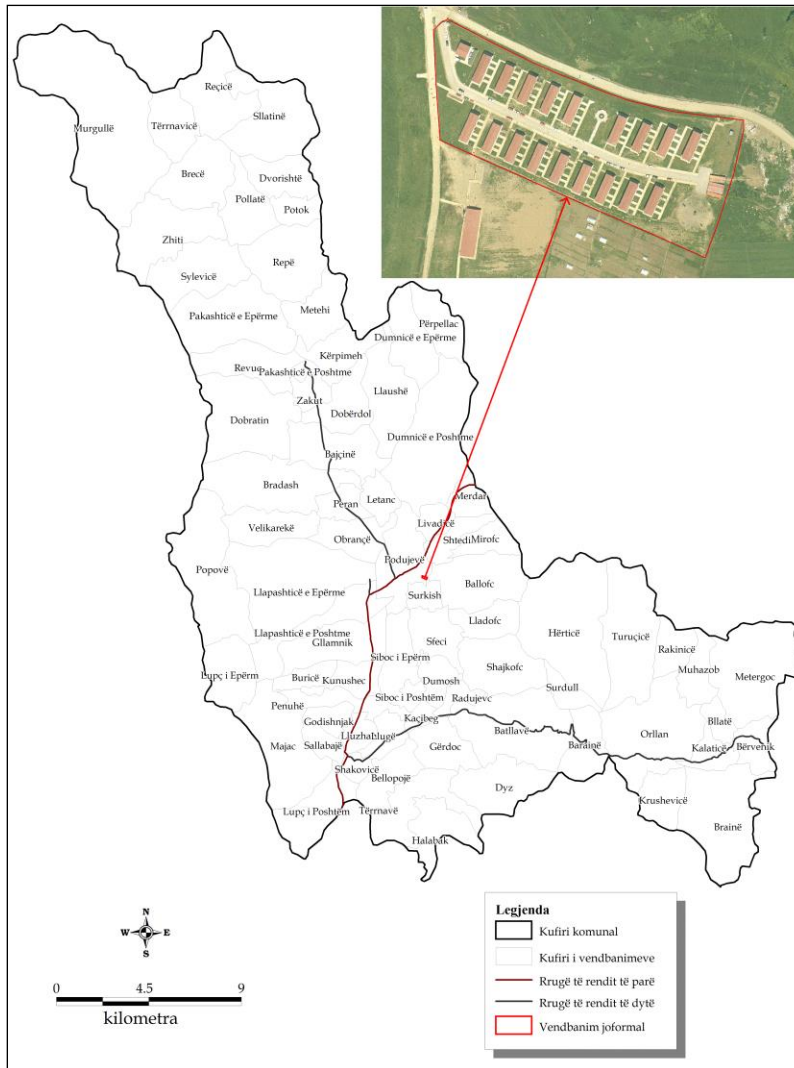 Reçicë
Sllatinë
Murgullë
Tërrnavicë
Brecë
Dvorishtë
Pollatë
Potok
Zhiti
Repë
Sylevicë
Metehi
Pakashticë e Epërme
Përpellac
Dumnicë e Epërme
Kërpimeh
Revuq
Pakashticë e Poshtme
Llaushë
Zakut
Dobërdol
Dobratin
Dumnicë e Poshtme
Bajçinë
Bradash
Letanc
Merdar
Peran
Livadicë
Velikarekë
Obrançë
Shtedi
Mirofc
Podujevë
Popovë
Ballofc
Llapashticë e Epërme
Surkish
Lladofc
Llapashticë e Poshtme
Hërticë
Gllamnik
Sfeci
Turuçicë
Rakinicë
Siboc i Epërm
Shajkofc
Muhazob
Lupç i Epërm
Buricë
Kunushec
Dumosh
Surdull
Metergoc
Siboc i Poshtëm
Radujevc
Penuhë
Godishnjak
Kaçibeg
Bllatë
Lluzhan
Batllavë
Orllan
Majac
Sallabajë
Gërdoc
Barainë
Kalaticë
Bërvenik
Shakovicë
Bellopojë
Dyz
Krushevicë
Lupç i Poshtëm
Tërrnavë
Brainë
Halabak
N
W
E
S
0
4.5
9
kilometra
Legjenda
Kufiri komunal
Kufiri i vendbanimeve
Rrugë të rendit të parë
Rrugë të rendit të dytë
Vendbanim joformal